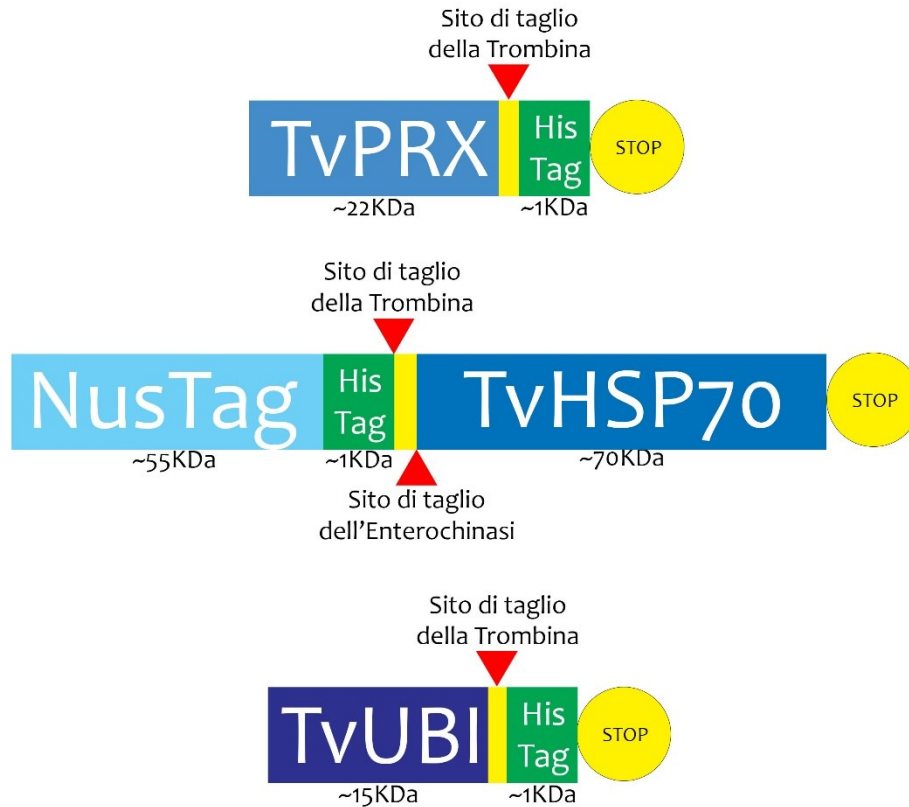 Sito di taglio
della Trombina
TvPRX
His
Tag
STOP
~22KDa
~1KDa
Sito di taglio
della Trombina
NusTag
His
Tag
TvHSP70
STOP
~55KDa
~1KDa
~70KDa
Sito di taglio
dell'Enterochinasi
Sito di taglio
della Trombina
TvUBI
His
Tag
STOP
~15KDa
~1KDa